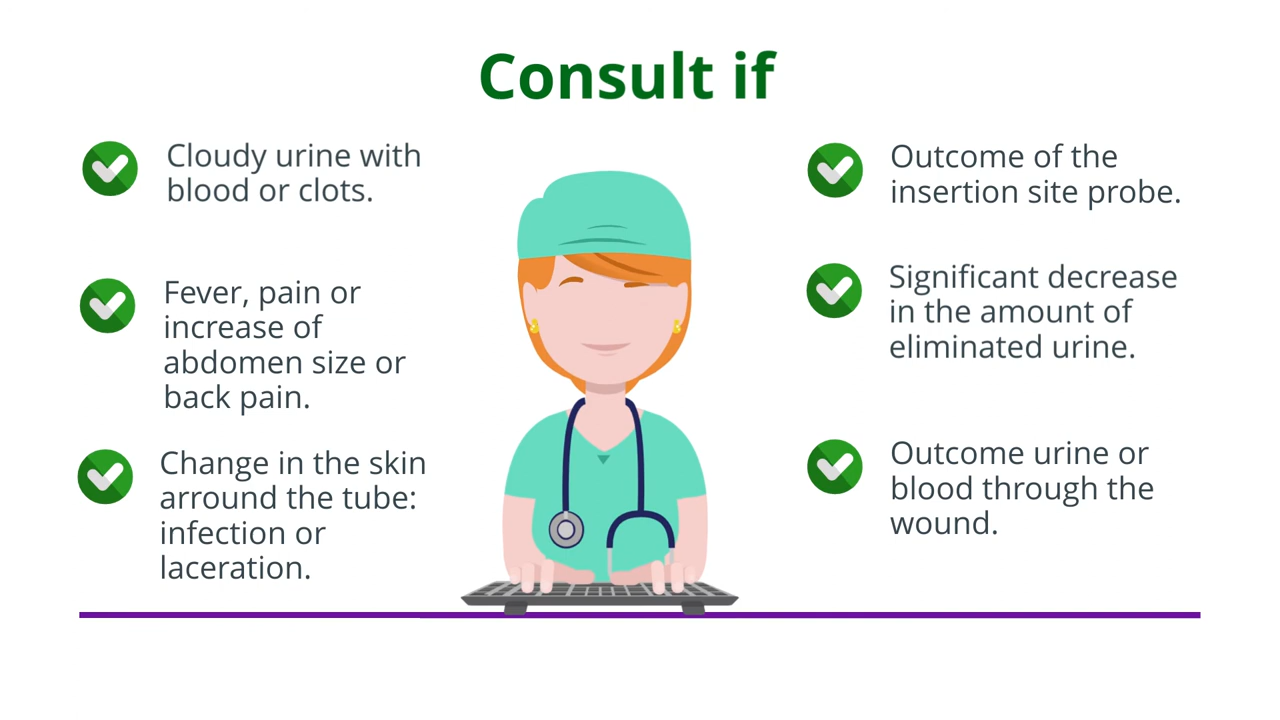 Consult if
Cloudy urine with
blood or clots.
Fever, pain or
increase of
abdomen size or
back pain.
Change in the skin
arround the tube:
infection or
laceration.
Outcome of the
insertion site probe.
Significant decrease
in the amount of
eliminated urine.
Outcome urine or
blood through the
wound.